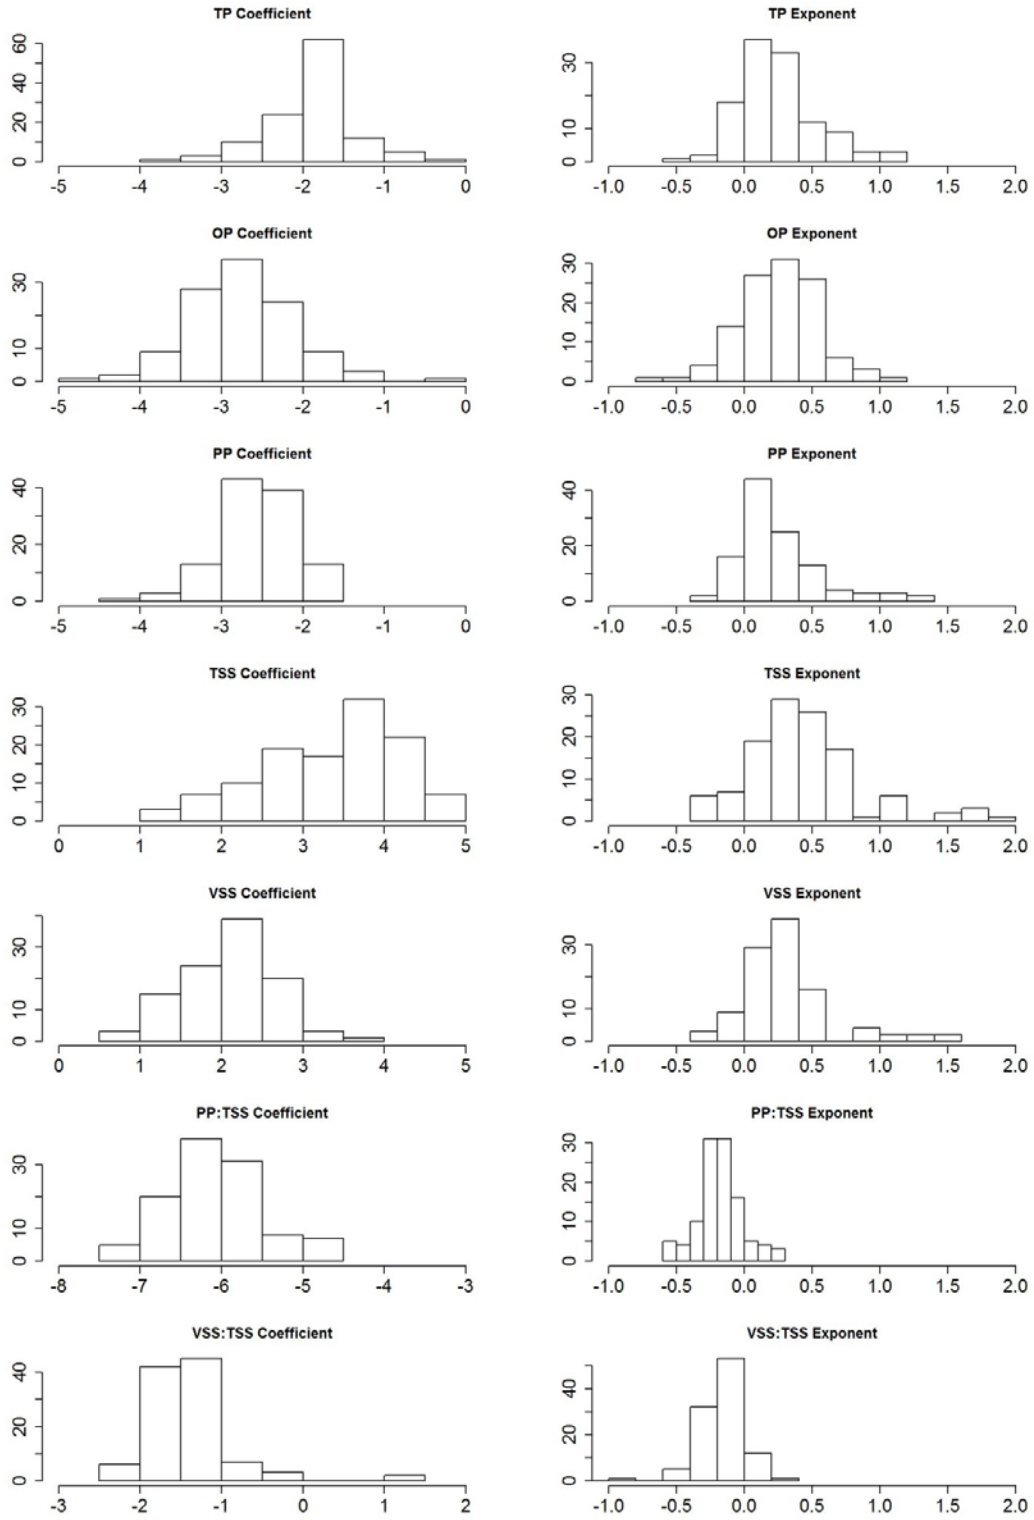 TP Coefficient
0 20 40 60
-5 -4 -3 -2 -1 0
TP Exponent
0 10 30
-1.0 -0.5 0.0 0.5 1.0 1.5 2.0
OP Coefficient
0 10 30
-5 -4 -3 -2 -1 0
OP Exponent
0 10 20 30
-1.0 -0.5 0.0 0.5 1.0 1.5 2.0
PP Coefficient
0 20 40
-5 -4 -3 -2 -1 0
PP Exponent
0 20 40
-1.0 -0.5 0.0 0.5 1.0 1.5 2.0
TSS Coefficient
0 10 20 30
0 1 2 3 4 5
TSS Exponent
0 10 20 30
-1.0 -0.5 0.0 0.5 1.0 1.5 2.0
VSS Coefficient
0 10 30
0 1 2 3 4 5
VSS Exponent
0 10 30
-1.0 -0.5 0.0 0.5 1.0 1.5 2.0
PP:TSS Coefficient
0 10 30
-8 -7 -6 -5 -4 -3
PP:TSS Exponent
0 10 20 30
-1.0 -0.5 0.0 0.5 1.0 1.5 2.0
VSS:TSS Coefficient
0 20 40
-3 -2 -1 0 1 2
VSS:TSS Exponent
0 20 40
-1.0 -0.5 0.0 0.5 1.0 1.5 2.0